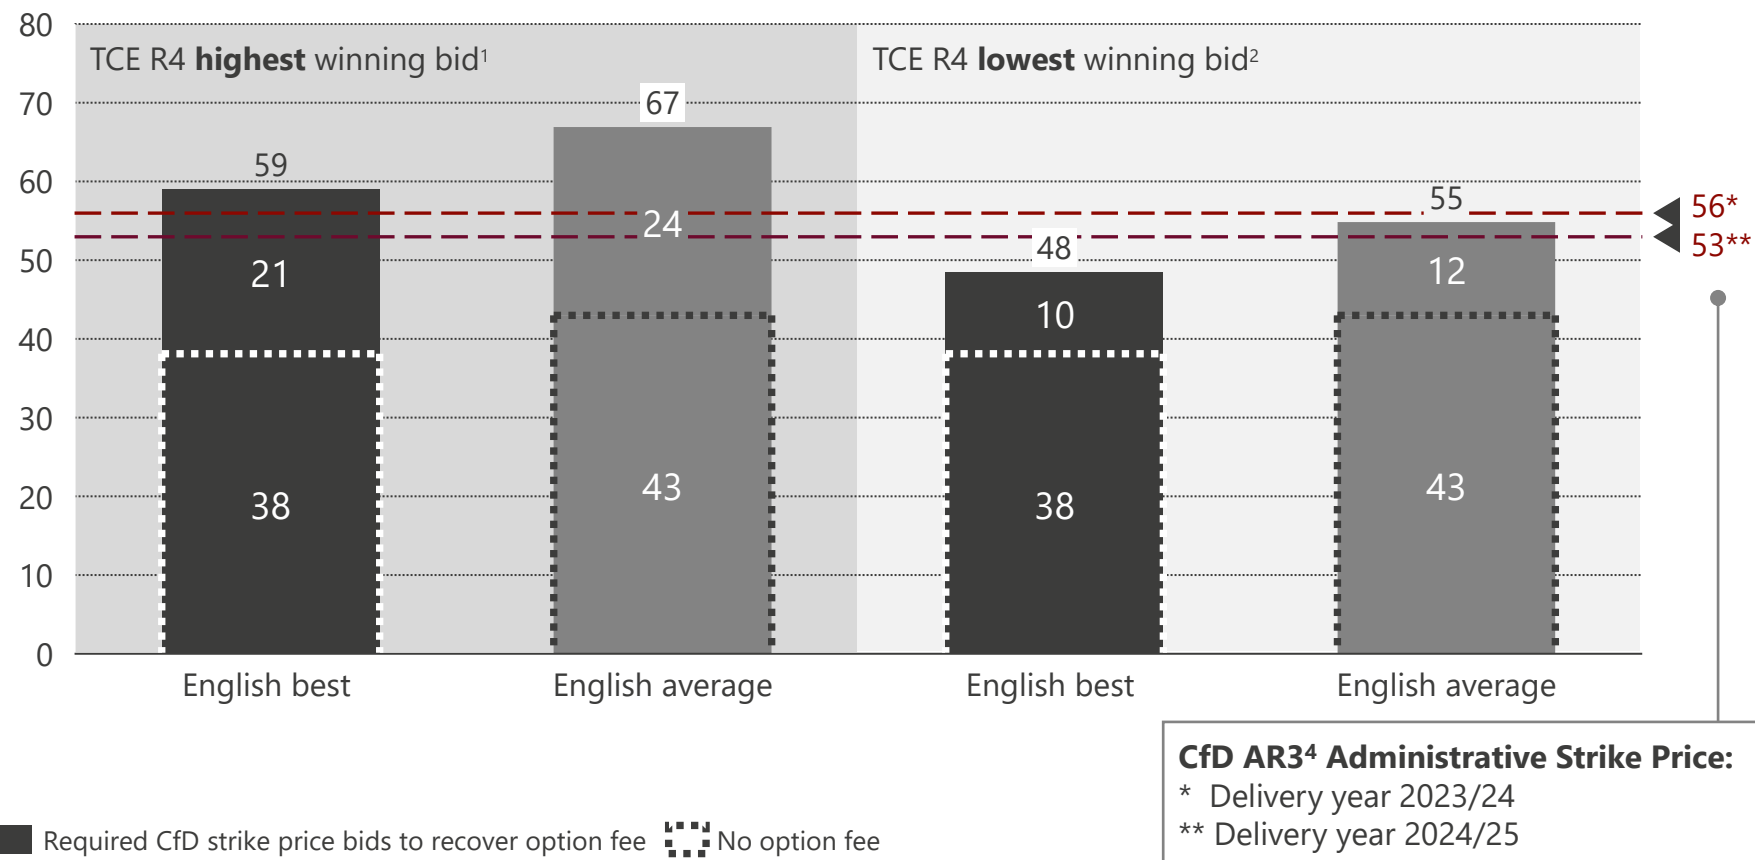 80
TCE R4 highest winning bid¹
TCE R4 lowest winning bid²
70
67
59
60
55
56*
24
53**
50
48
21
12
10
40
30
38
43
38
43
20
10
0
English best
English average
English best
English average
CfD AR3⁴ Administrative Strike Price:
* Delivery year 2023/24
** Delivery year 2024/25
Required CfD strike price bids to recover option fee
No option fee